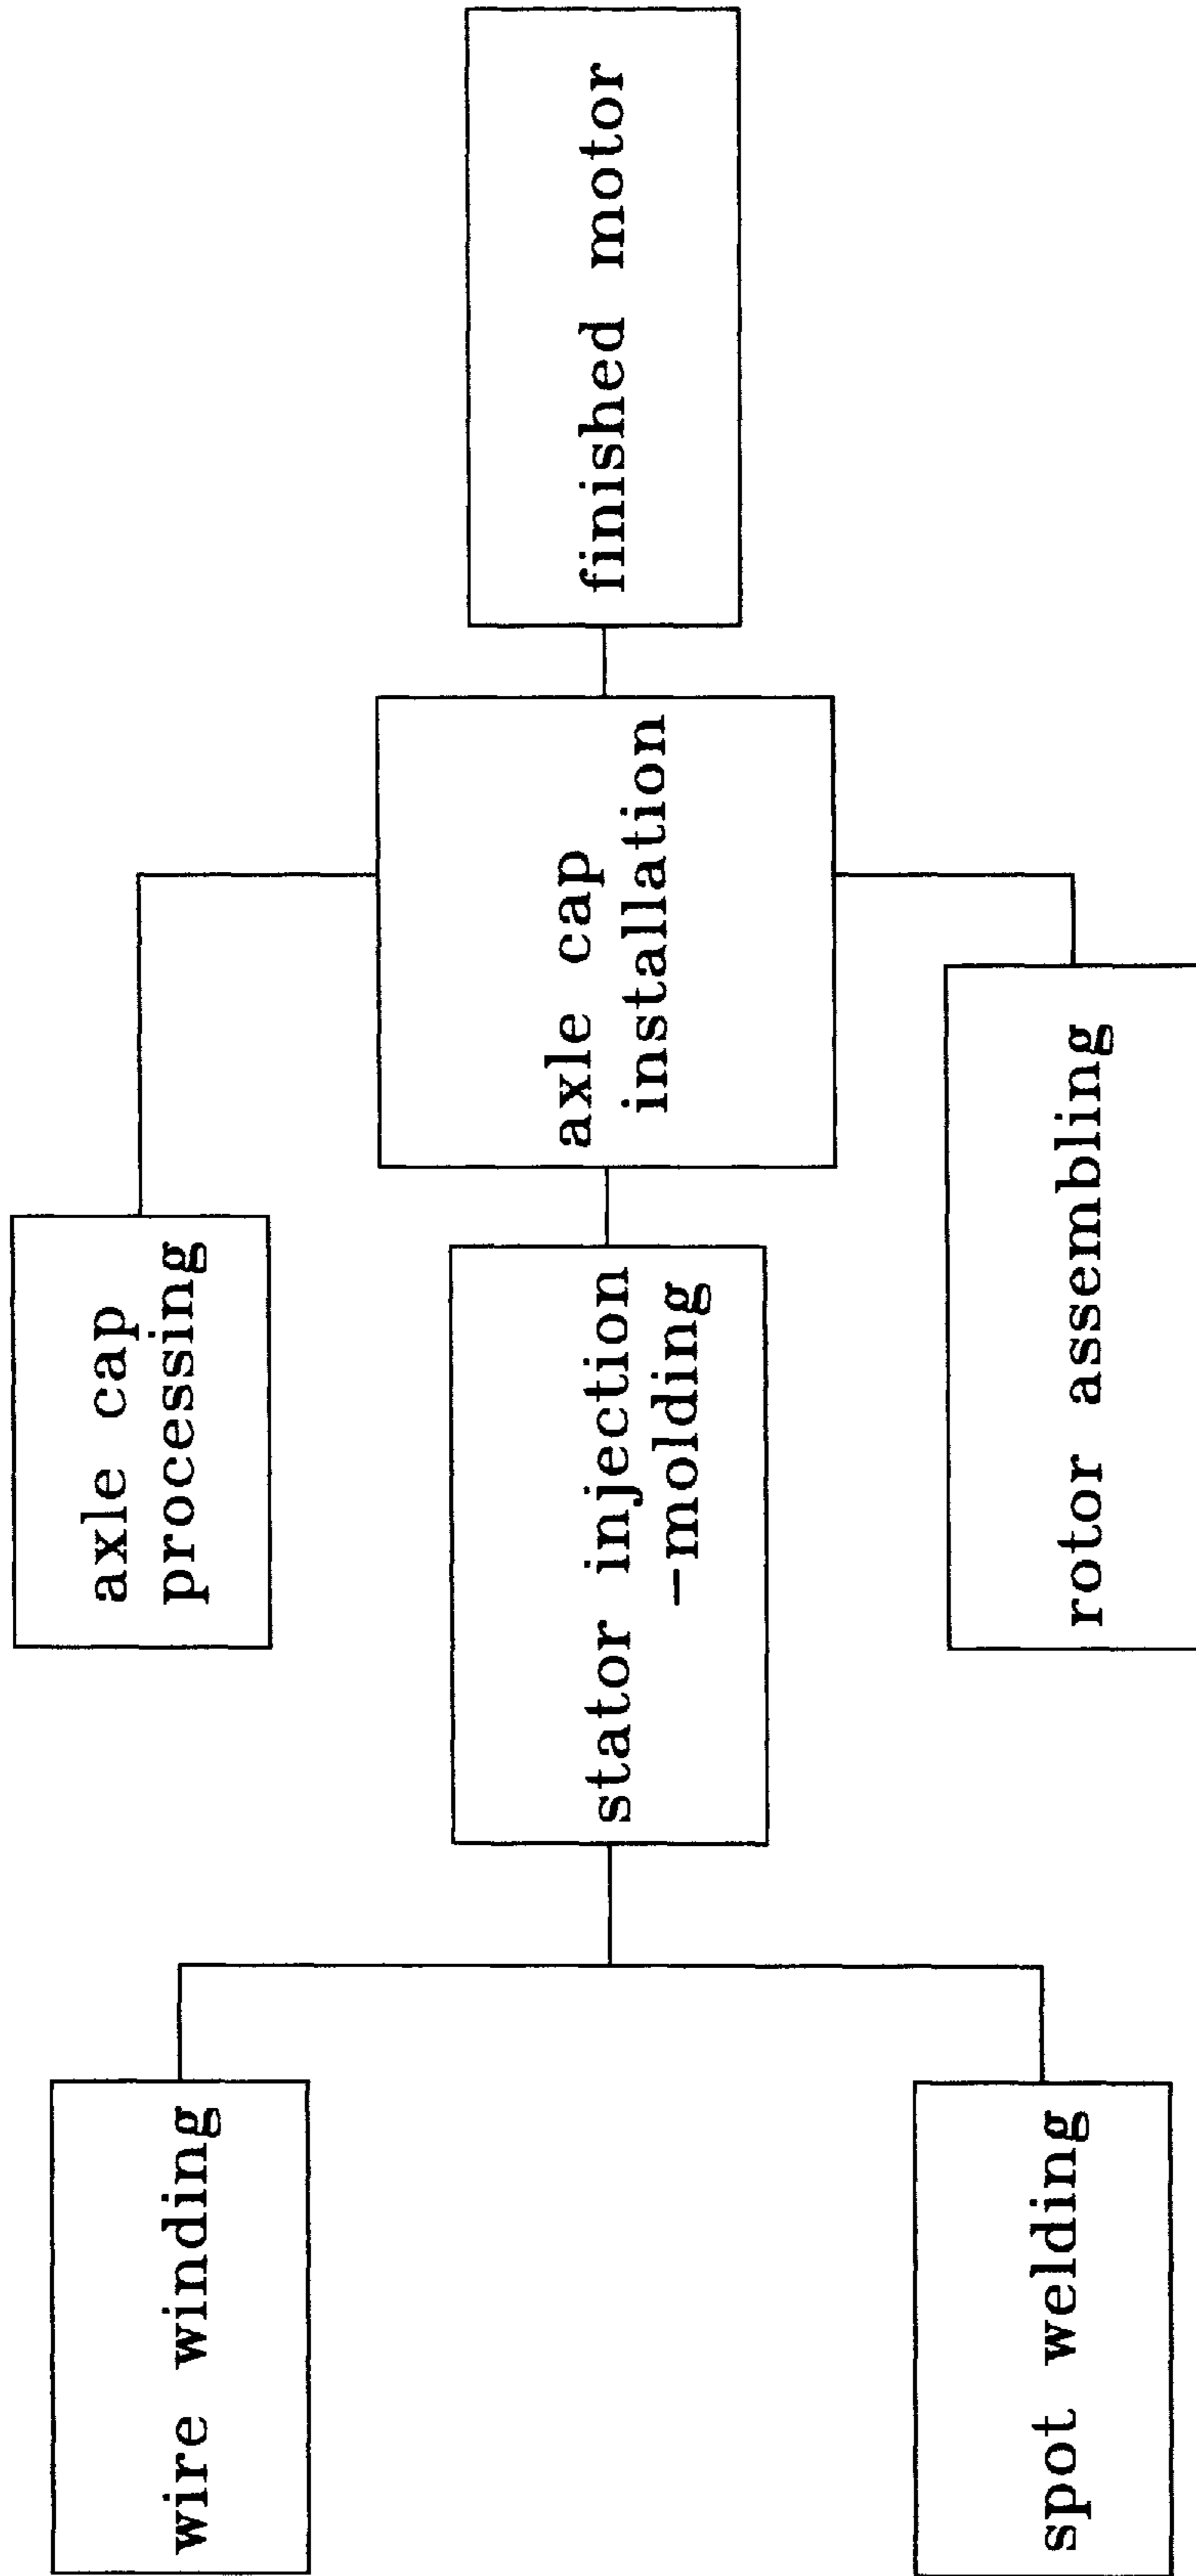 wire winding
spot welding
stator injection
-molding
axle cap
processing
rotor assembling
axle cap
installation
finished motor